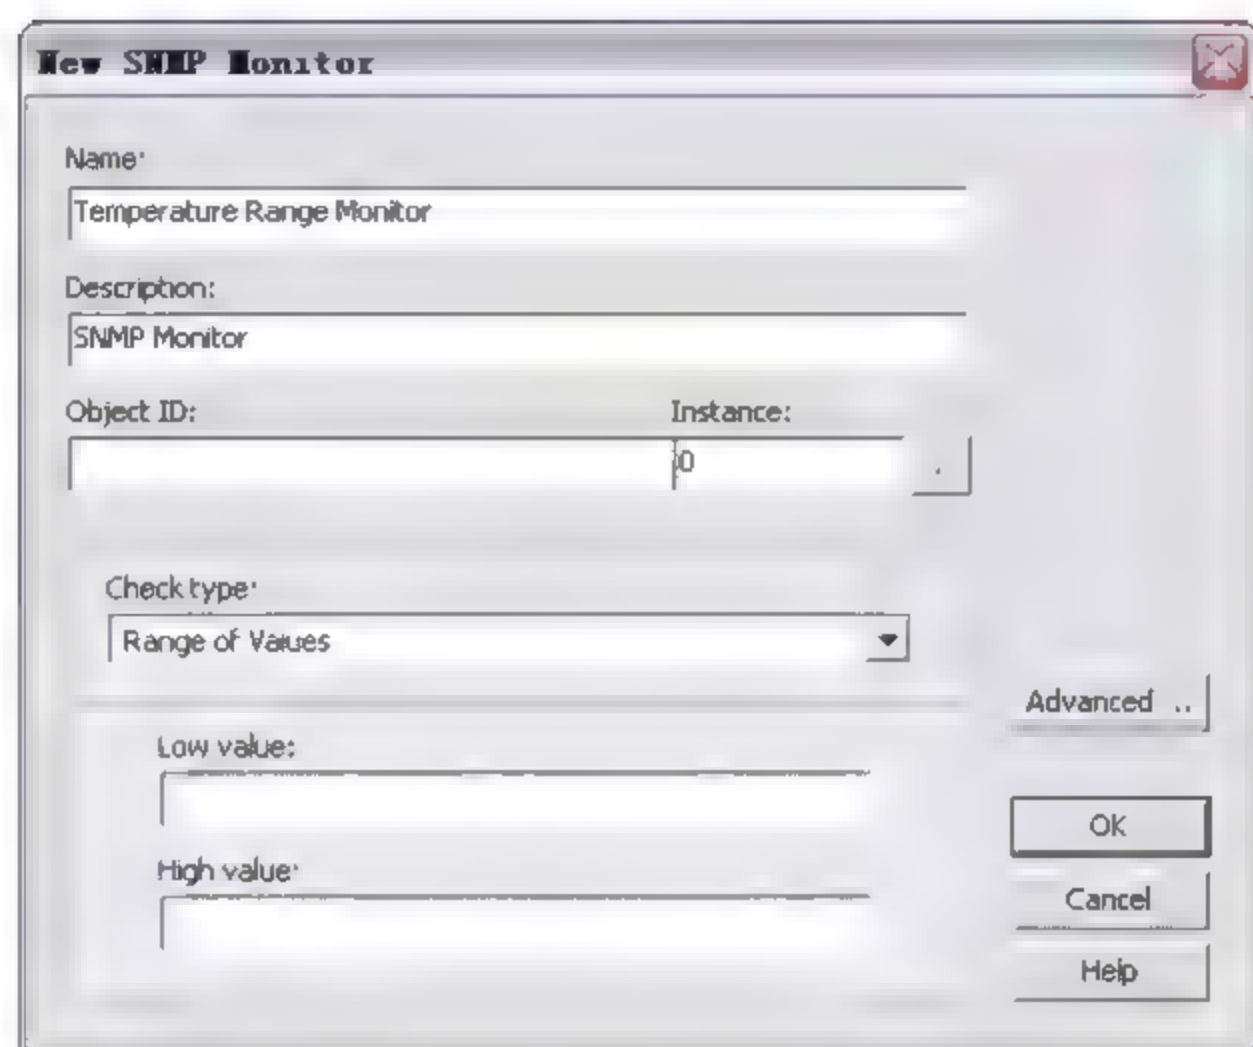 New SNMP Monitor
Name:
Temperature Range Monitor
Description:
SNMP Monitor
Object ID: Instance:
0
Check type:
Range of Values
Advanced ..
Low value:
OK
High value:
Cancel
Help